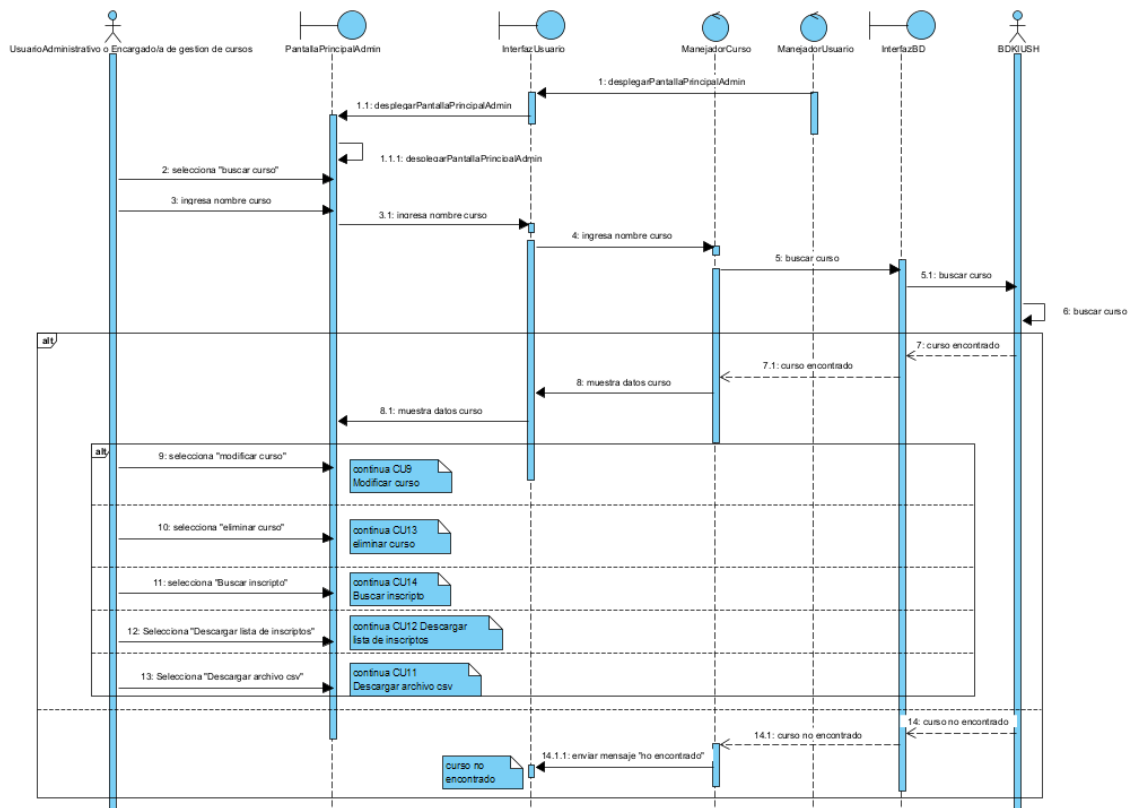 UsuarioAdministrativo o Encargado/a de gestion de cursos
PantallaPrincipalAdmin
InterfazUsuario
ManejadorCurso
ManejadorUsuario
InterfazBD
BDKIUSH
1: desplegarPantallaPrincipalAdmin
1.1: desplegarPantallaPrincipalAdmin
1.1.1: desplegarPantallaPrincipalAdmin
2: selecciona "buscar curso"
3: ingresa nombre curso
3.1: ingresa nombre curso
4: ingresa nombre curso
5: buscar curso
5.1: buscar curso
6: buscar curso
alt
7: curso encontrado
7.1: curso encontrado
8: muestra datos curso
8.1: muestra datos curso
alt
9: selecciona "modificar curso"
continua CU9
Modificar curso
10: selecciona "eliminar curso"
continua CU13
eliminar curso
11: selecciona "Buscar inscripto"
continua CU14
Buscar inscripto
12: Selecciona "Descargar lista de inscriptos"
continua CU12 Descargar
lista de inscriptos
13: Selecciona "Descargar archivo csv"
continua CU11
Descargar archivo csv
14: curso no encontrado
14.1: curso no encontrado
14.1.1: enviar mensaje "no encontrado"
curso no
encontrado